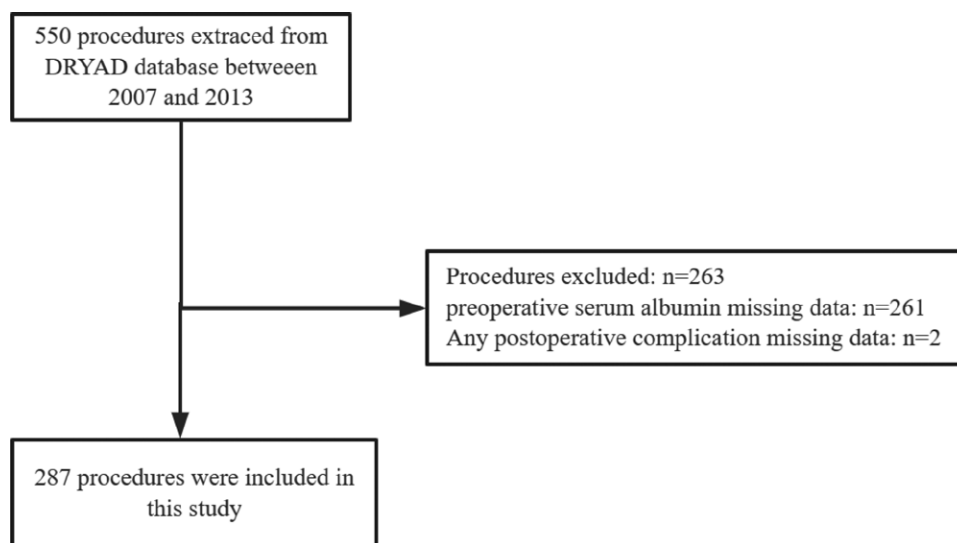 550 procedures extraced from
DRYAD database betweeen
2007 and 2013
Procedures excluded: n=263
preoperative serum albumin missing data: n=261
Any postoperative complication missing data: n=2
287 procedures were included in
this study